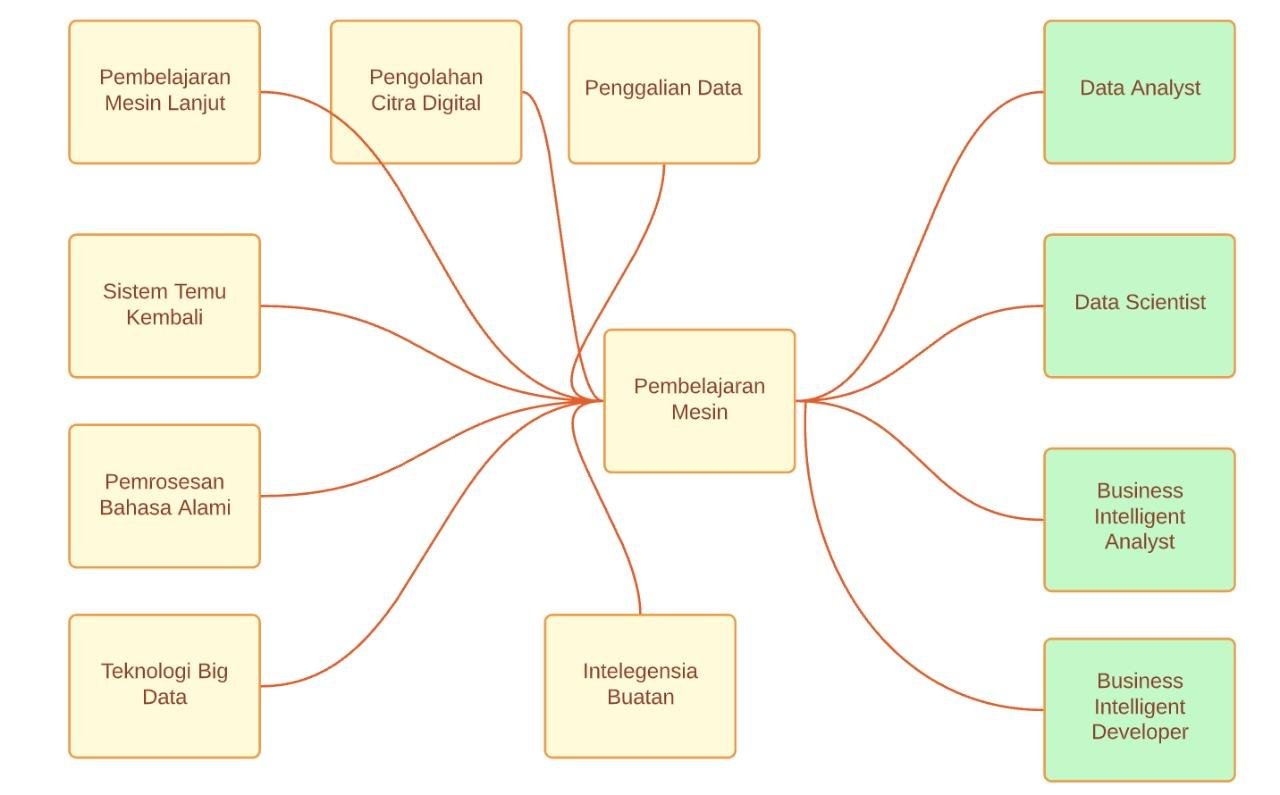 Pembelajaran
Mesin Lanjut
Pengolahan
Citra Digital
Penggalian Data
Data Analyst
Sistem Temu
Kembali
Data Scientist
Pembelajaran
Mesin
Pemrosesan
Bahasa Alami
Business
Intelligent
Analyst
Teknologi Big
Data
Intelegensia
Buatan
Business
Intelligent
Developer